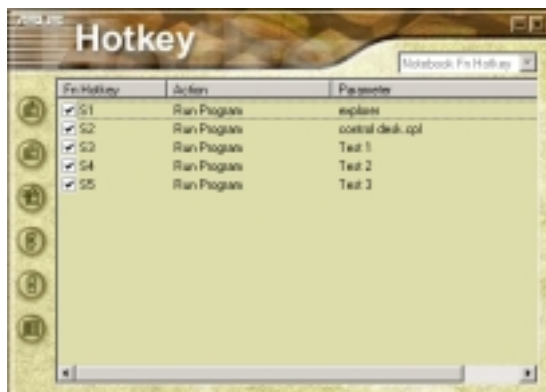 Hotkey
Notebook Fn Hotkey
Fn Hotkey Action Parameter
S1 Run Program explorer
S2 Run Program control desk.cpl
S3 Run Program Test 1
S4 Run Program Test 2
S5 Run Program Test 3